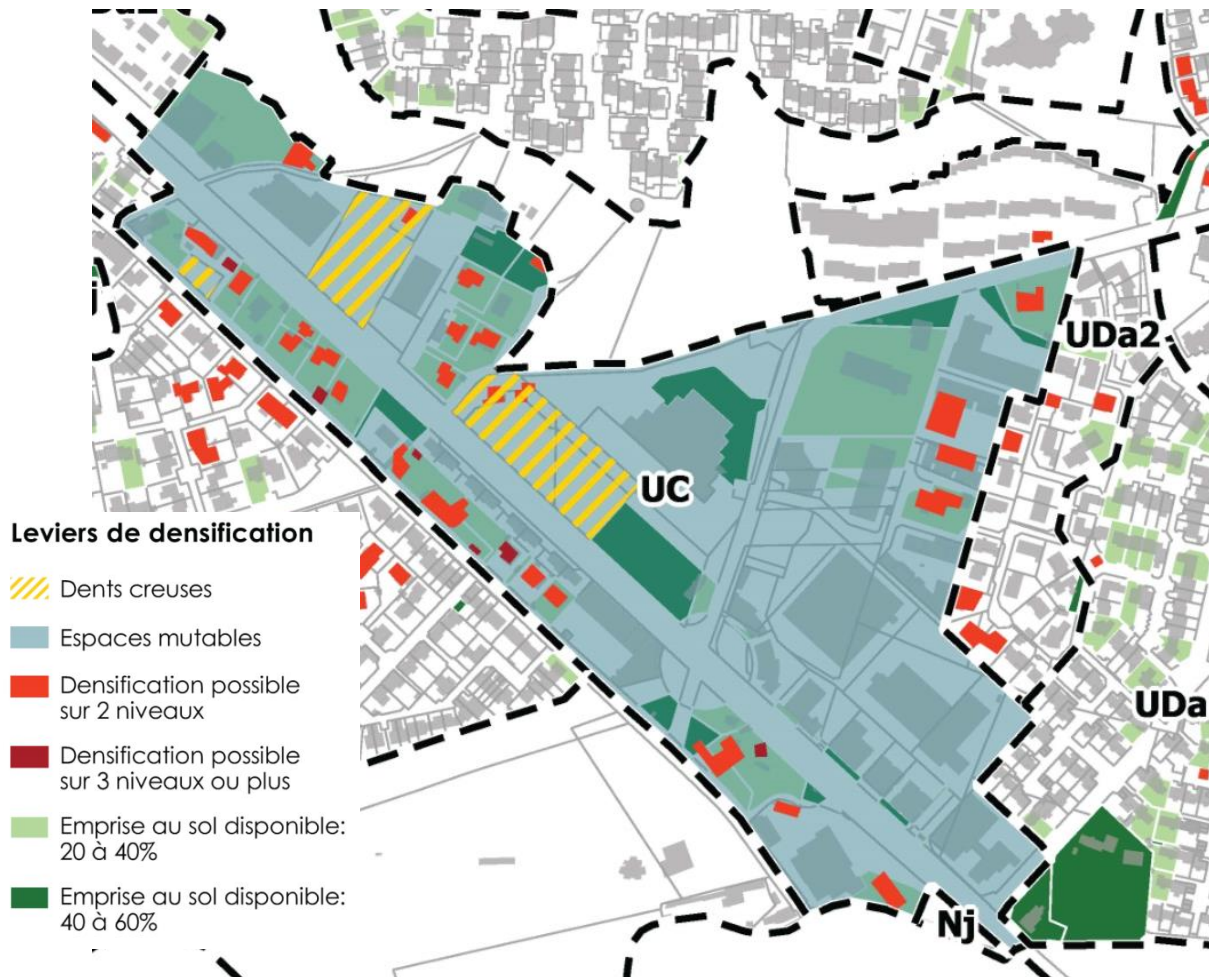 UDa2
UC
UDa
Nj
Leviers de densification
Dents creuses
Espaces mutables
Densification possible
sur 2 niveaux
Densification possible
sur 3 niveaux ou plus
Emprise au sol disponible:
20 à 40%
Emprise au sol disponible:
40 à 60%